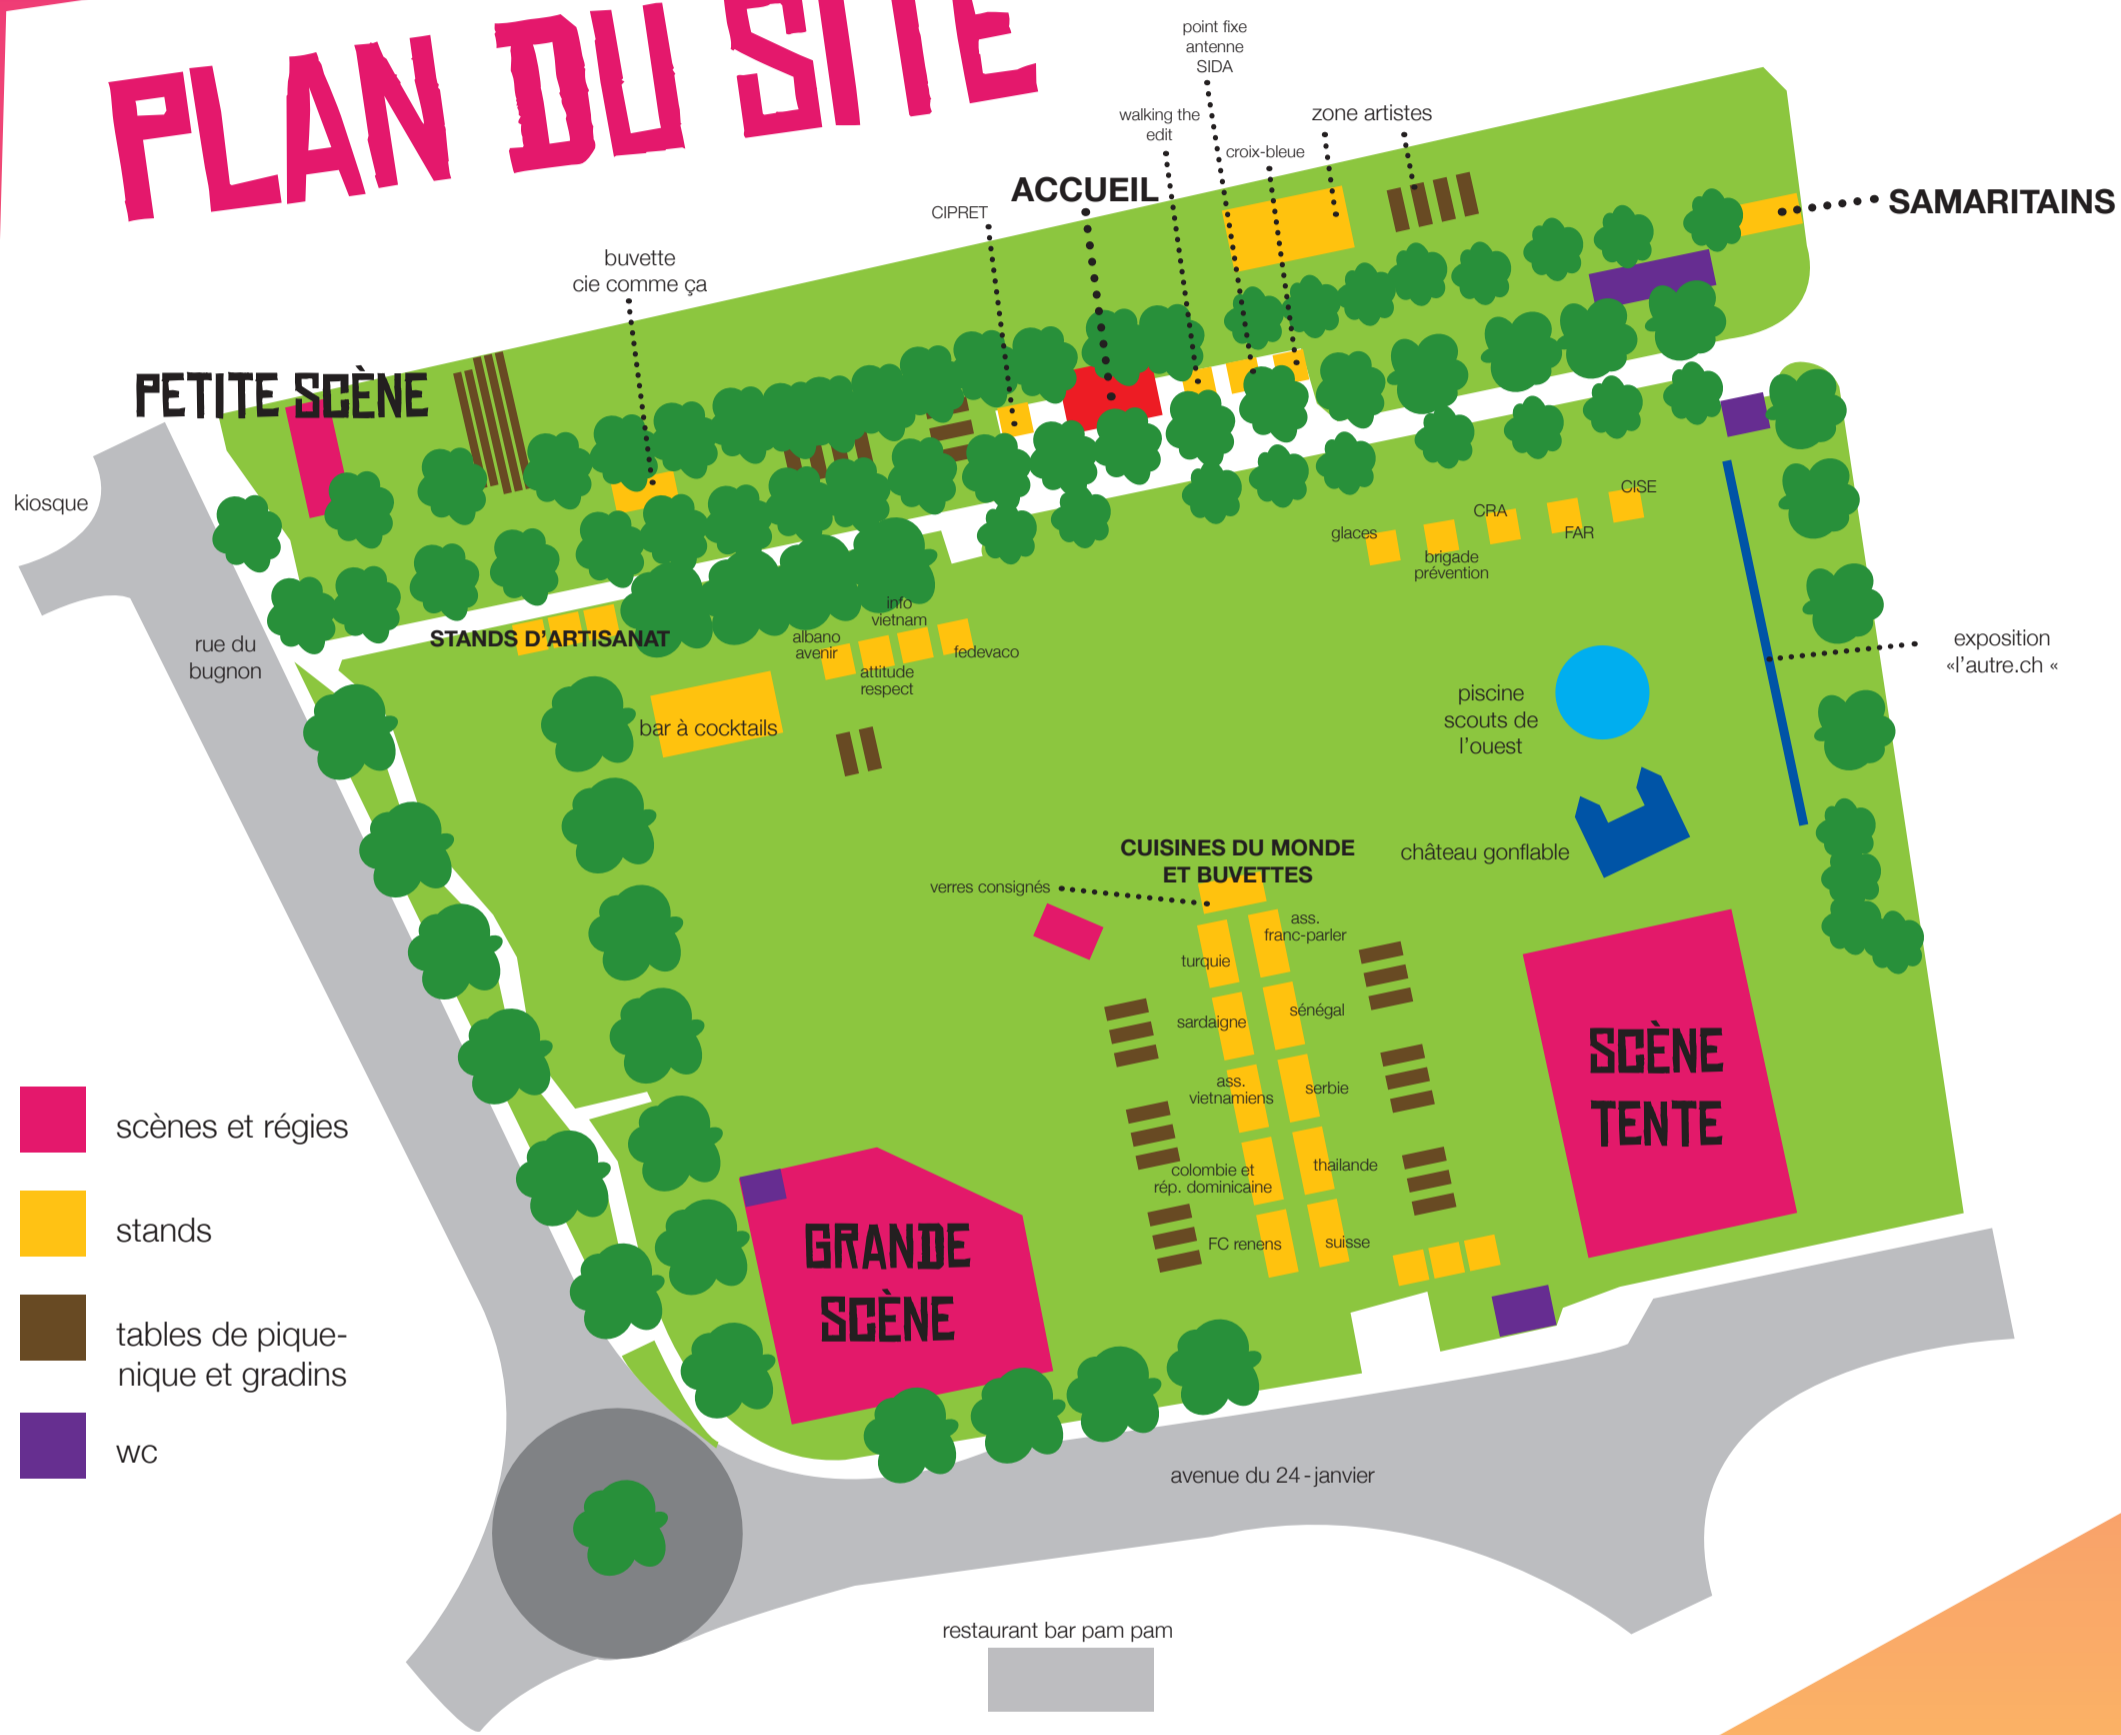 PLAN DU SITE
point fixe
antenne
SIDA
walking the
edit
zone artistes
croix-bleue
ACCUEIL
SAMARITAINS
CIPRET
buvette
cie comme ça
PETITE SCÈNE
kiosque
CISE
CRA
glaces
FAR
brigade
prévention
info
vietnam
STANDS D'ARTISANAT
albano
avenir
fedevaco
attitude
respect
rue du
bugnon
exposition
«l'autre.ch «
piscine
scouts de
l'ouest
bar à cocktails
CUISINES DU MONDE
ET BUVETTES
château gonflable
verres consignés
ass.
franc-parler
turquie
sénégal
sardaigne
ass.
vietnamiens
serbie
colombie et
rép. dominicaine
thailande
FC renens
suisse
SCÈNE
TENTE
GRANDE
SCÈNE
scènes et régies
stands
tables de pique-
nique et gradins
wc
avenue du 24-janvier
restaurant bar pam pam